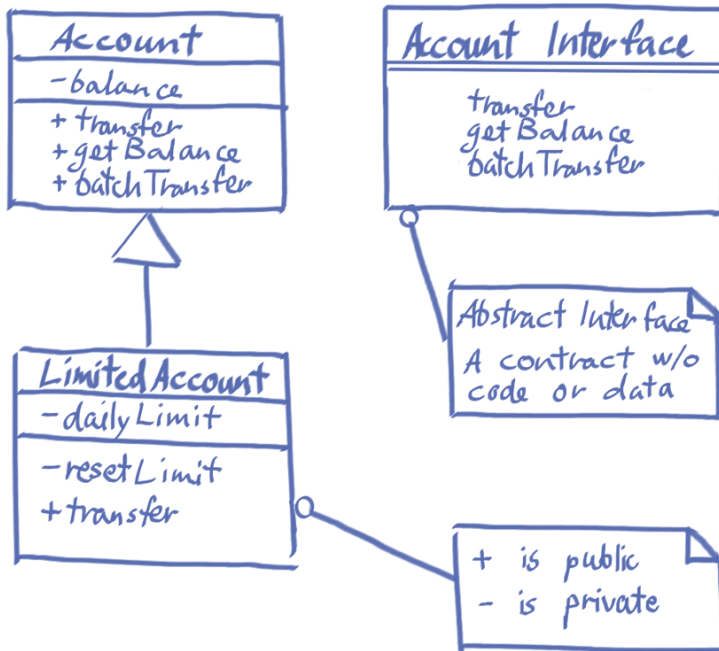 Account
-balance
+ transfer
+getBalance
+batchTransfer
Account Interface
transfer
getBalance
batchTransfer
Abstract Interface
A contract w/o
code or data
LimitedAccount
-dailyLimit
-resetLimit
+transfer
+ is public
- is private